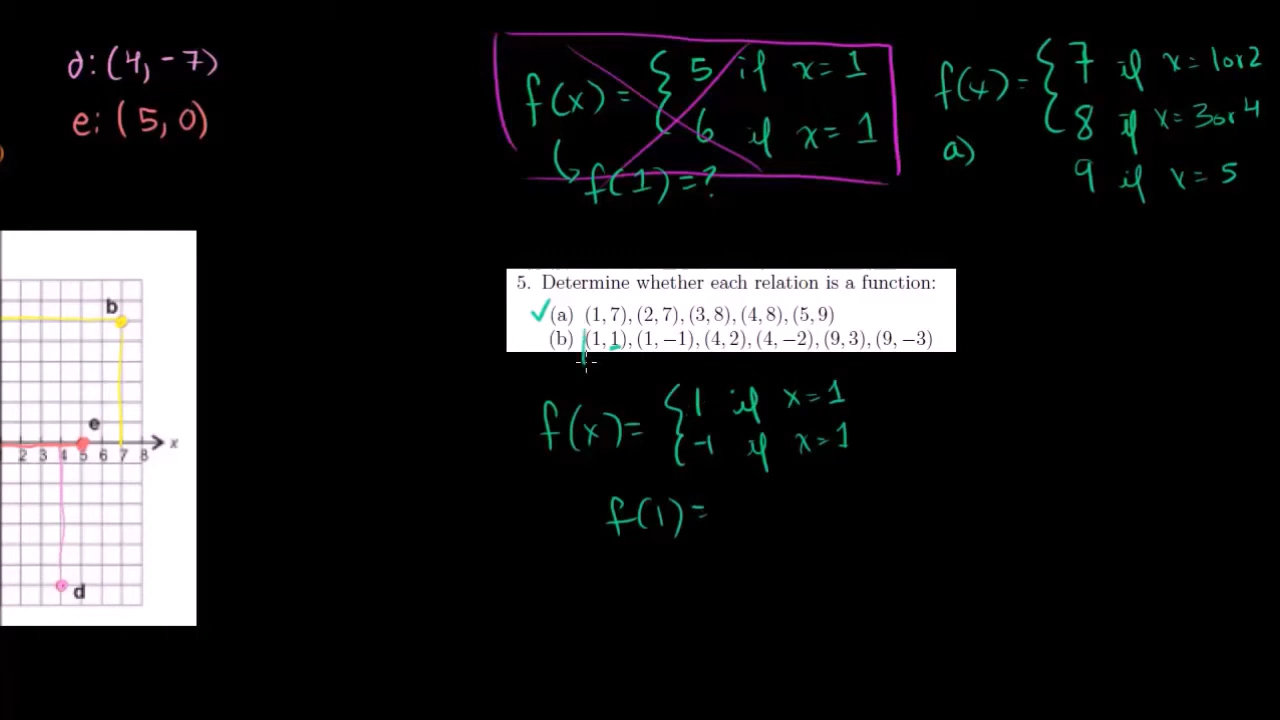 d: (4, -7)
e: (5, 0)
f(x) = { 5 if x = 1
6 if x = 1
f(1) = ?
f(x) = { 7 if x = 1 or 2
8 if x = 3 or 4
a)
9 if x = 5
b
e
x
2 3 4 5 6 7 8
d
5. Determine whether each relation is a function:
✓(a) (1, 7), (2, 7), (3, 8), (4, 8), (5, 9)
(b) (1, 1), (1, −1), (4, 2), (4, −2), (9, 3), (9, −3)
f(x) = { 1 if x = 1
-1 if x = 1
f(1) =